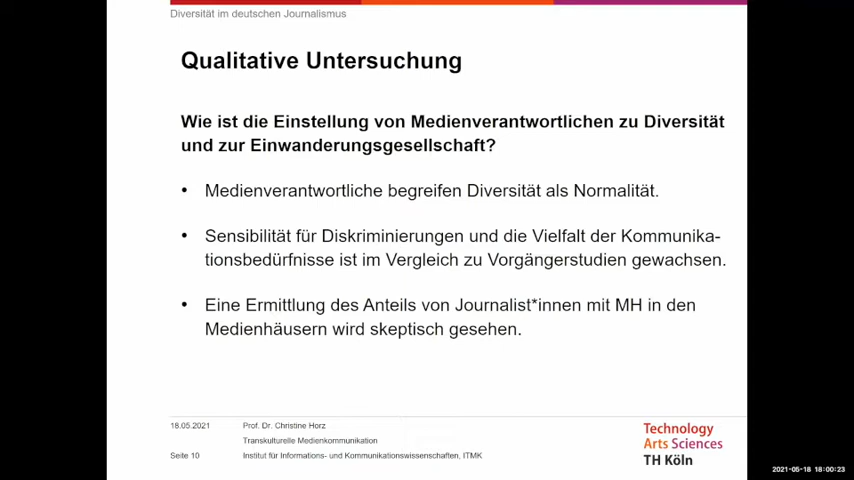 Diversität im deutschen Journalismus
Qualitative Untersuchung
Wie ist die Einstellung von Medienverantwortlichen zu Diversität
und zur Einwanderungsgesellschaft?
• Medienverantwortliche begreifen Diversität als Normalität.
• Sensibilität für Diskriminierungen und die Vielfalt der Kommunika-
tionsbedürfnisse ist im Vergleich zu Vorgängerstudien gewachsen.
• Eine Ermittlung des Anteils von Journalist*innen mit MH in den
Medienhäusern wird skeptisch gesehen.
18.05.2021 Prof. Dr. Christine Horz
Transkulturelle Medienkommunikation
Seite 10 Institut für Informations- und Kommunikationswissenschaften, ITMK
Technology
Arts Sciences
TH Köln
2021-05-18 18:00:23